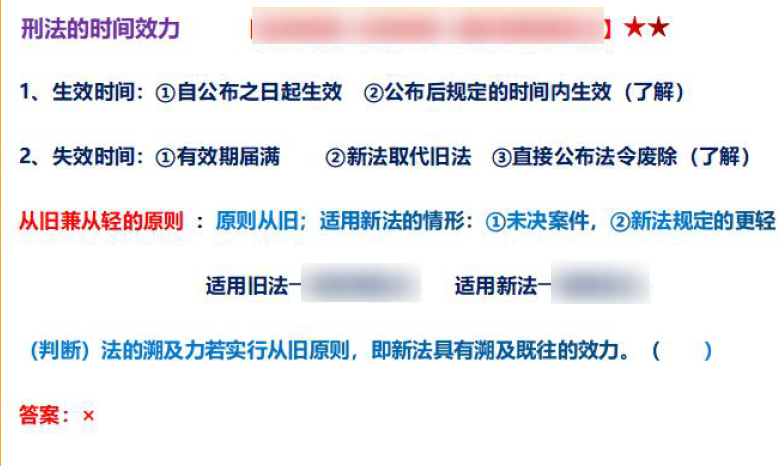 刑法的时间效力 】★★
1、生效时间：①自公布之日起生效 ②公布后规定的时间内生效（了解）
2、失效时间：①有效期届满 ②新法取代旧法 ③直接公布法令废除（了解）
从旧兼从轻的原则 ：原则从旧；适用新法的情形：①未决案件，②新法规定的更轻
适用旧法— 适用新法—
（判断）法的溯及力若实行从旧原则，即新法具有溯及既往的效力。（ ）
答案：×